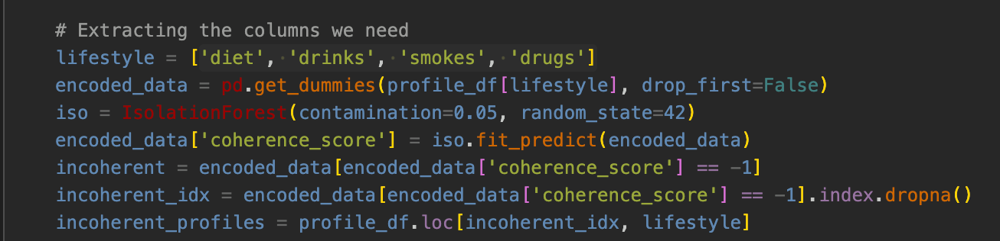 # Extracting the columns we need
lifestyle = ['diet', 'drinks', 'smokes', 'drugs']
encoded_data = pd.get_dummies(profile_df[lifestyle], drop_first=False)
iso = IsolationForest(contamination=0.05, random_state=42)
encoded_data['coherence_score'] = iso.fit_predict(encoded_data)
incoherent = encoded_data[encoded_data['coherence_score'] == -1]
incoherent_idx = encoded_data[encoded_data['coherence_score'] == -1].index.dropna()
incoherent_profiles = profile_df.loc[incoherent_idx, lifestyle]